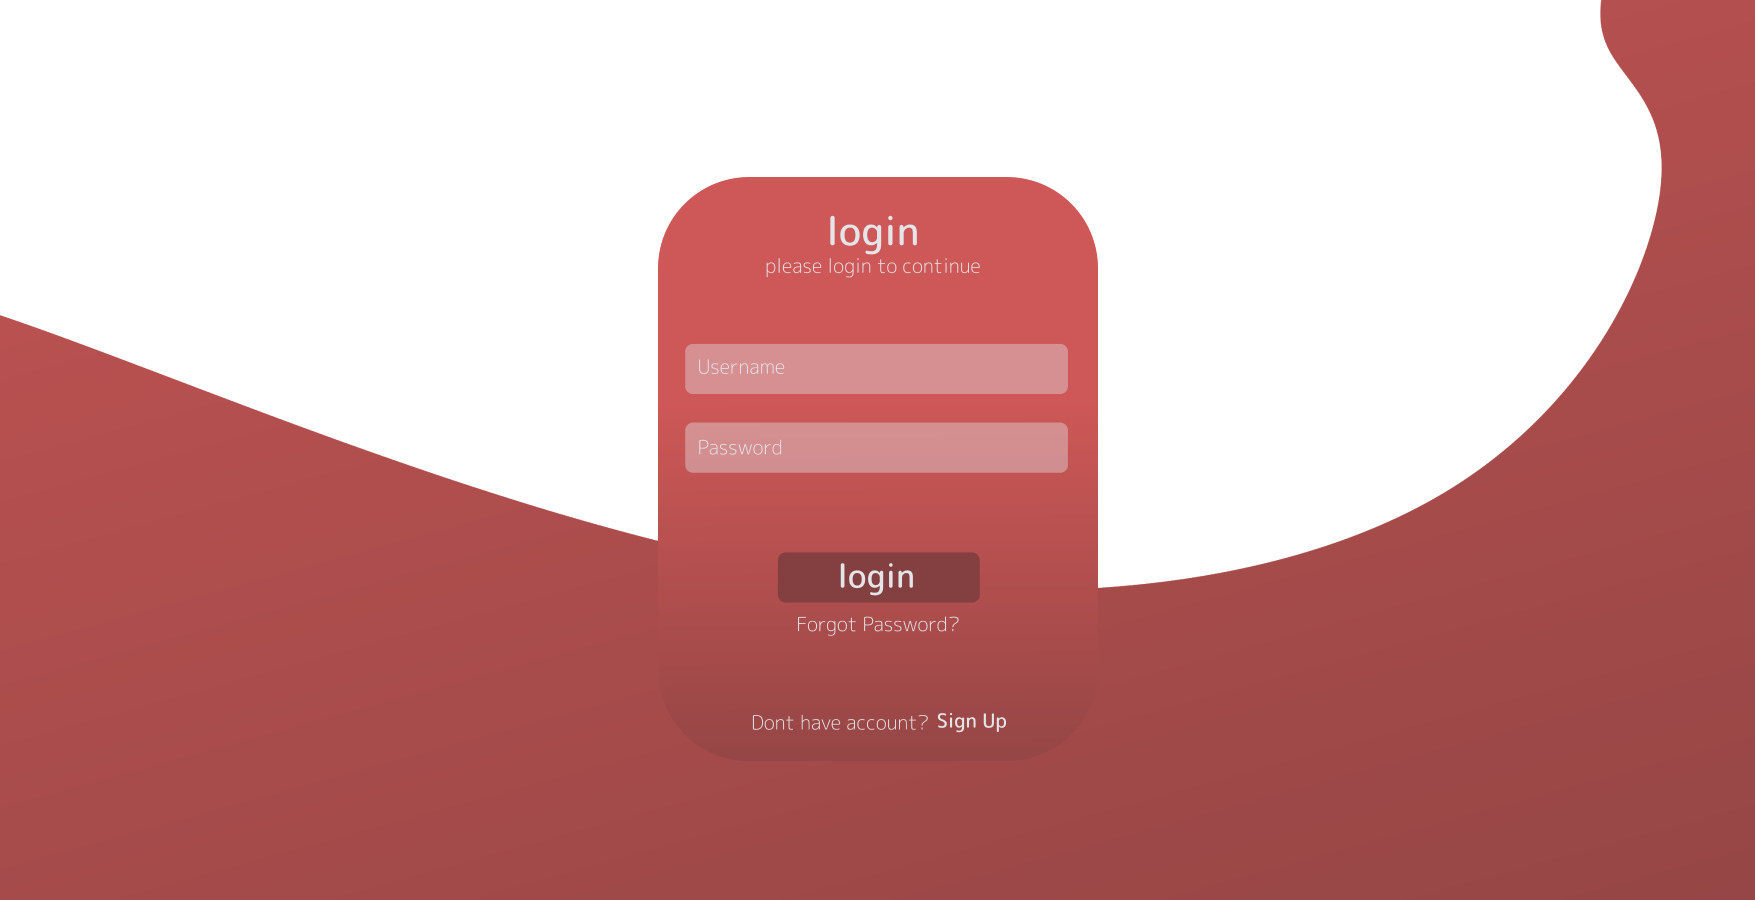 login
please login to continue
Username
Password
login
Forgot Password?
Dont have account? Sign Up